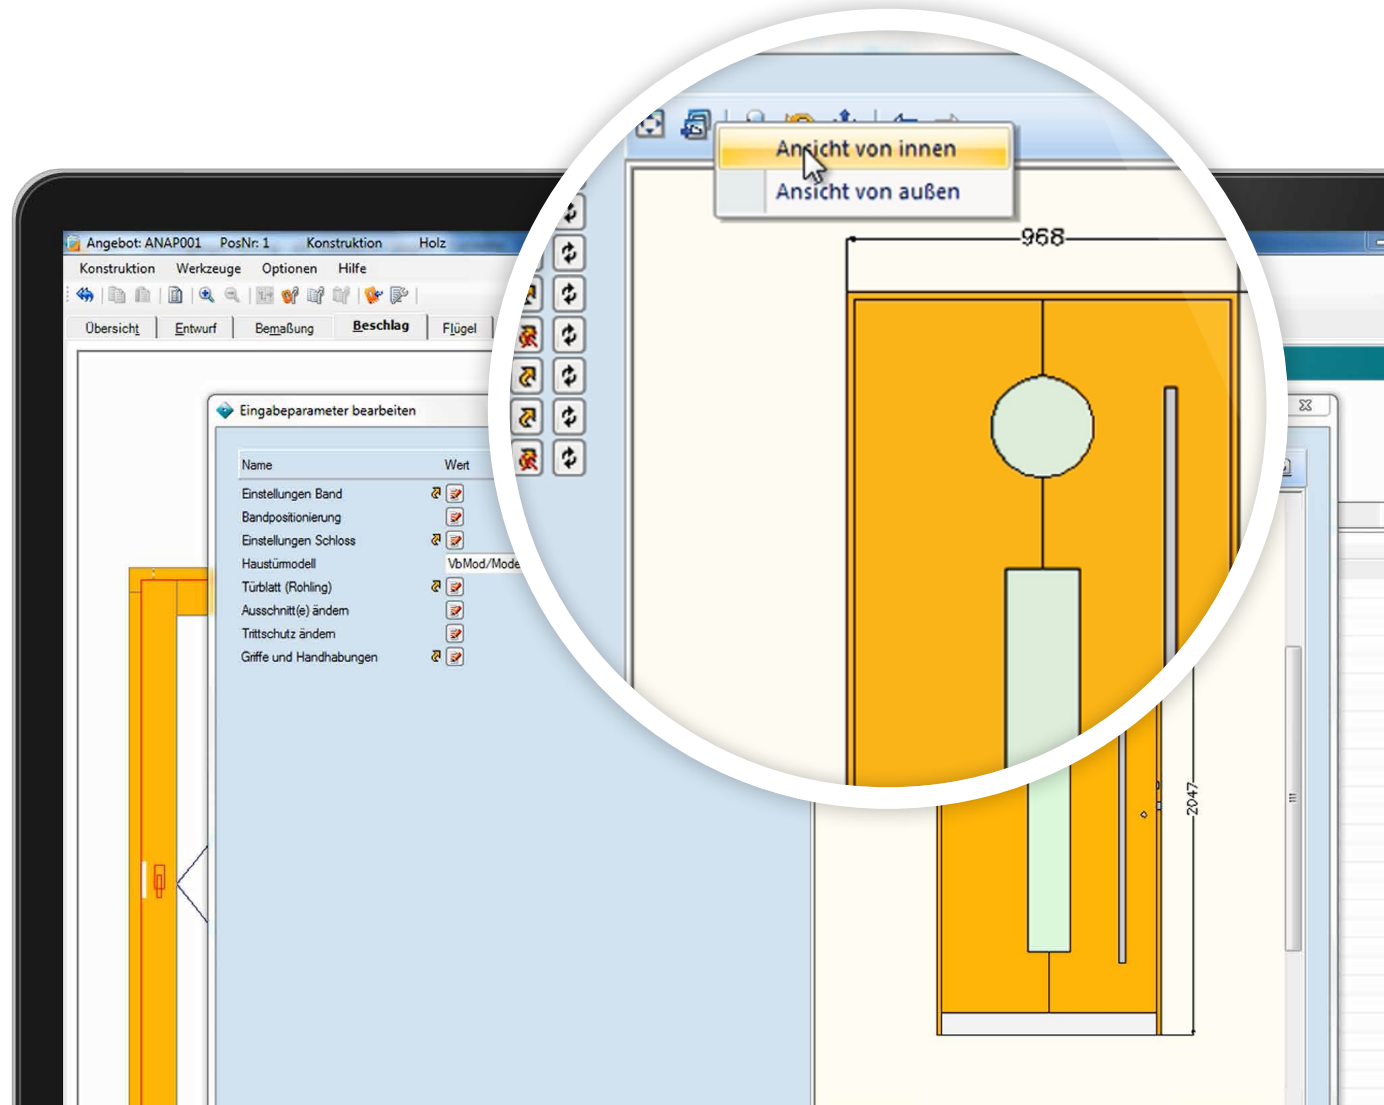 Ansicht von innen
Ansicht von außen
968
Angebot: ANAP001 PosNr: 1 Konstruktion Holz
Konstruktion Werkzeuge Optionen Hilfe
Übersicht Entwurf Bemaßung Beschlag Flügel
Eingabeparameter bearbeiten
Name Wert
Einstellungen Band
Bandpositionierung
Einstellungen Schloss
Haustürmodell VbMod/Mode
Türblatt (Rohling)
Ausschnitt(e) ändern
Trittschutz ändern
Griffe und Handhabungen
2047